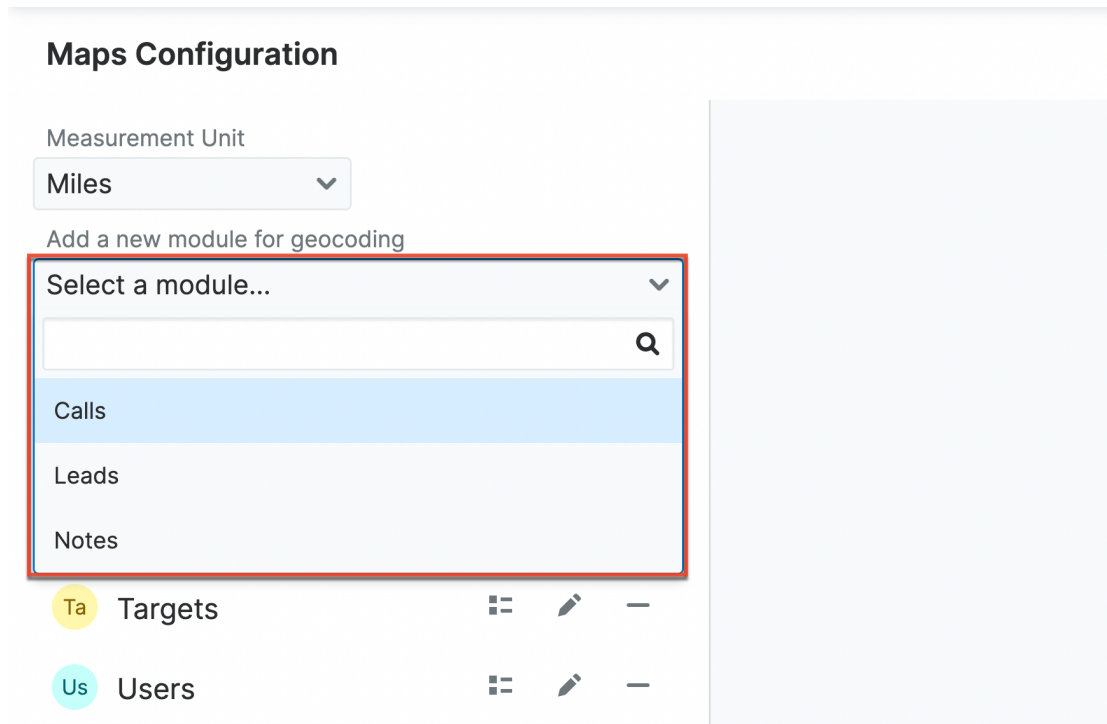 Maps Configuration
Measurement Unit
Miles
Add a new module for geocoding
Select a module...
Calls
Leads
Notes
Ta Targets
Us Users